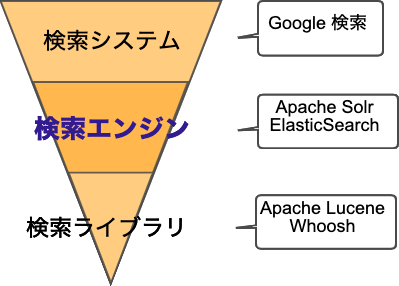 検索システム
Google 検索
検索エンジン
Apache Solr
ElasticSearch
検索ライブラリ
Apache Lucene
Whoosh